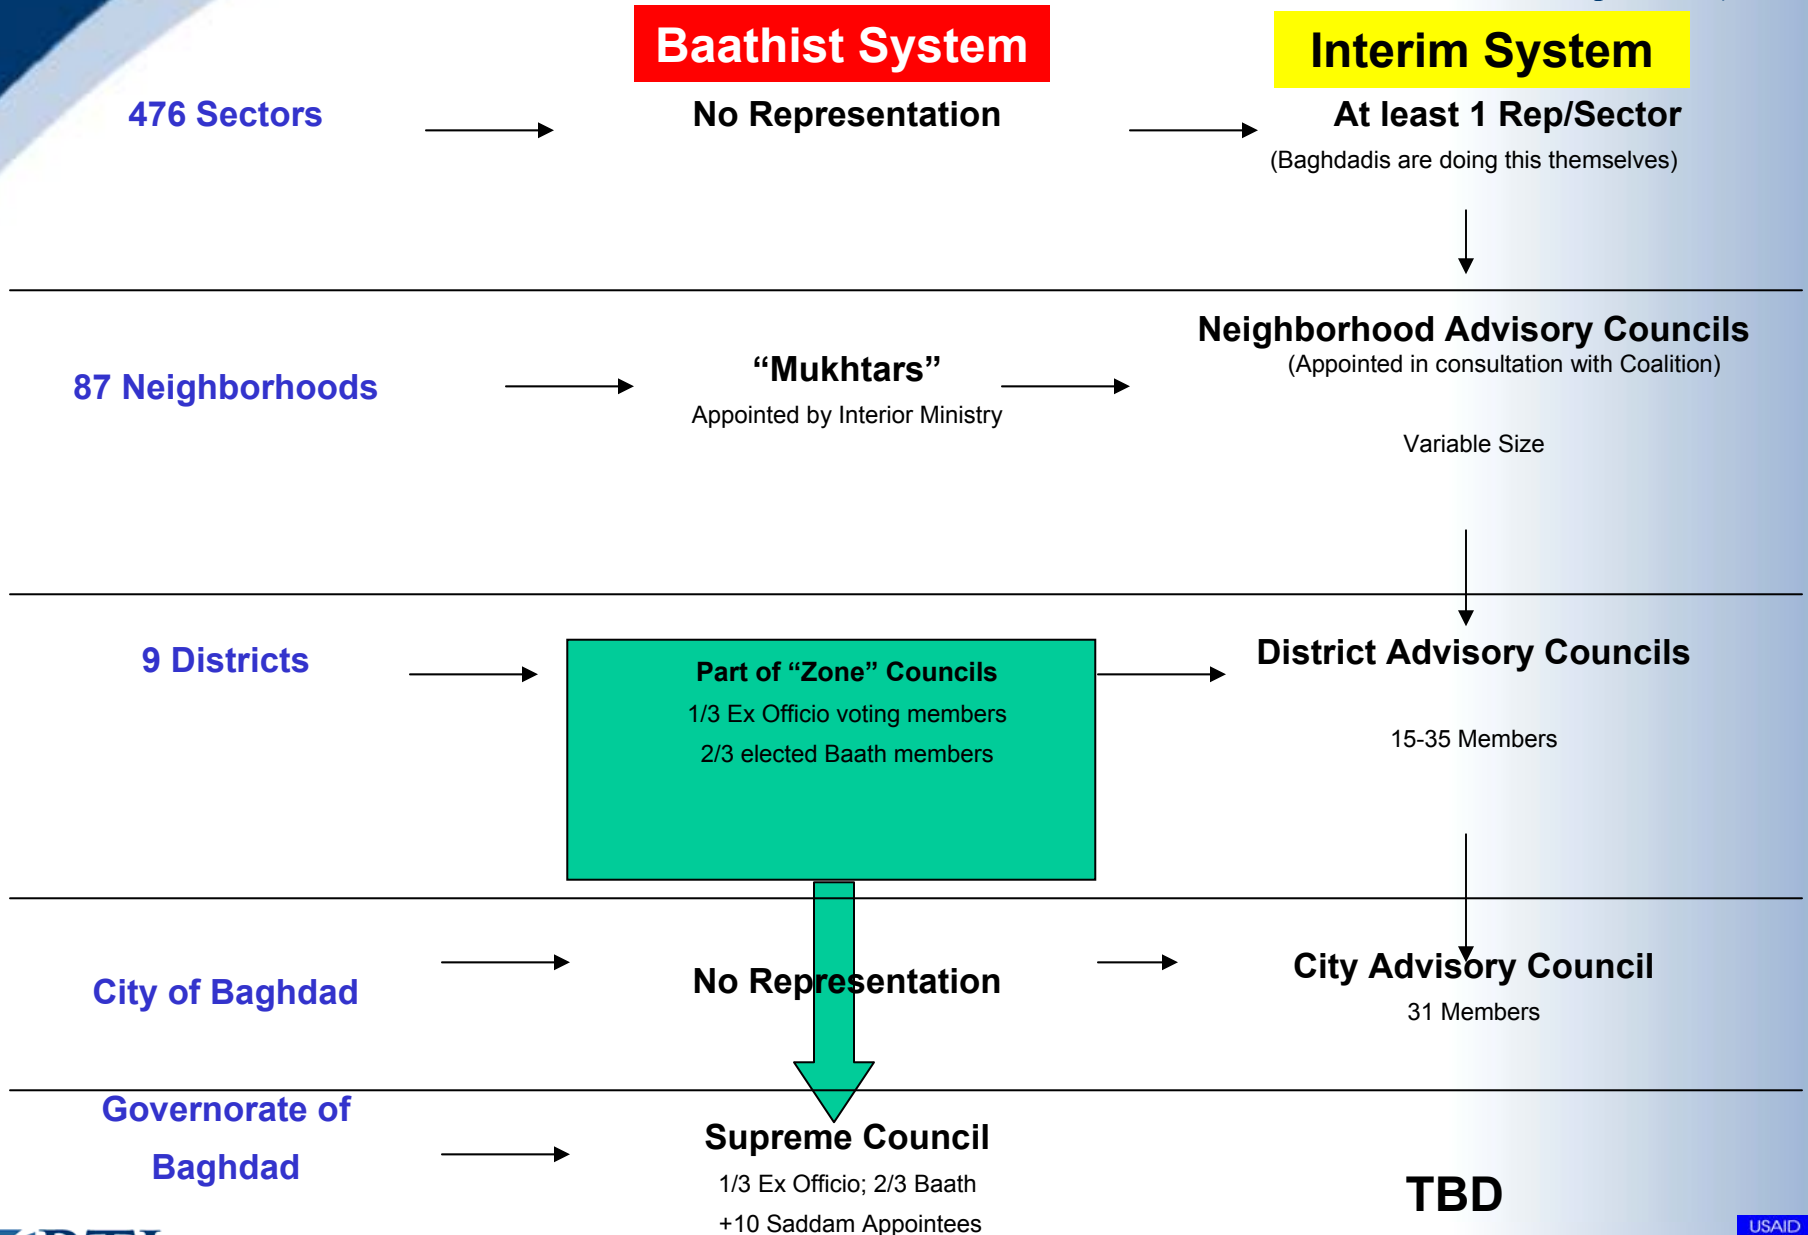 Baathist System
Interim System
476 Sectors
No Representation
At least 1 Rep/Sector
(Baghdadis are doing this themselves)
87 Neighborhoods
“Mukhtars”
Appointed by Interior Ministry
Neighborhood Advisory Councils
(Appointed in consultation with Coalition)
Variable Size
9 Districts
Part of “Zone” Councils
1/3 Ex Officio voting members
2/3 elected Baath members
District Advisory Councils
15-35 Members
City of Baghdad
No Representation
City Advisory Council
31 Members
Governorate of
Baghdad
Supreme Council
1/3 Ex Officio; 2/3 Baath
+10 Saddam Appointees
TBD
USAID